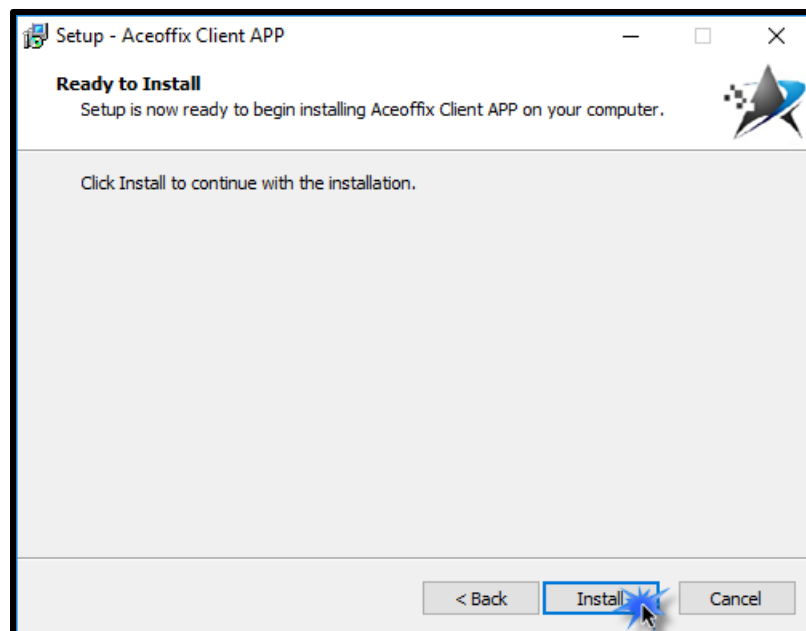 Setup - Aceoffix Client APP
Ready to Install
Setup is now ready to begin installing Aceoffix Client APP on your computer.
Click Install to continue with the installation.
< Back Install Cancel